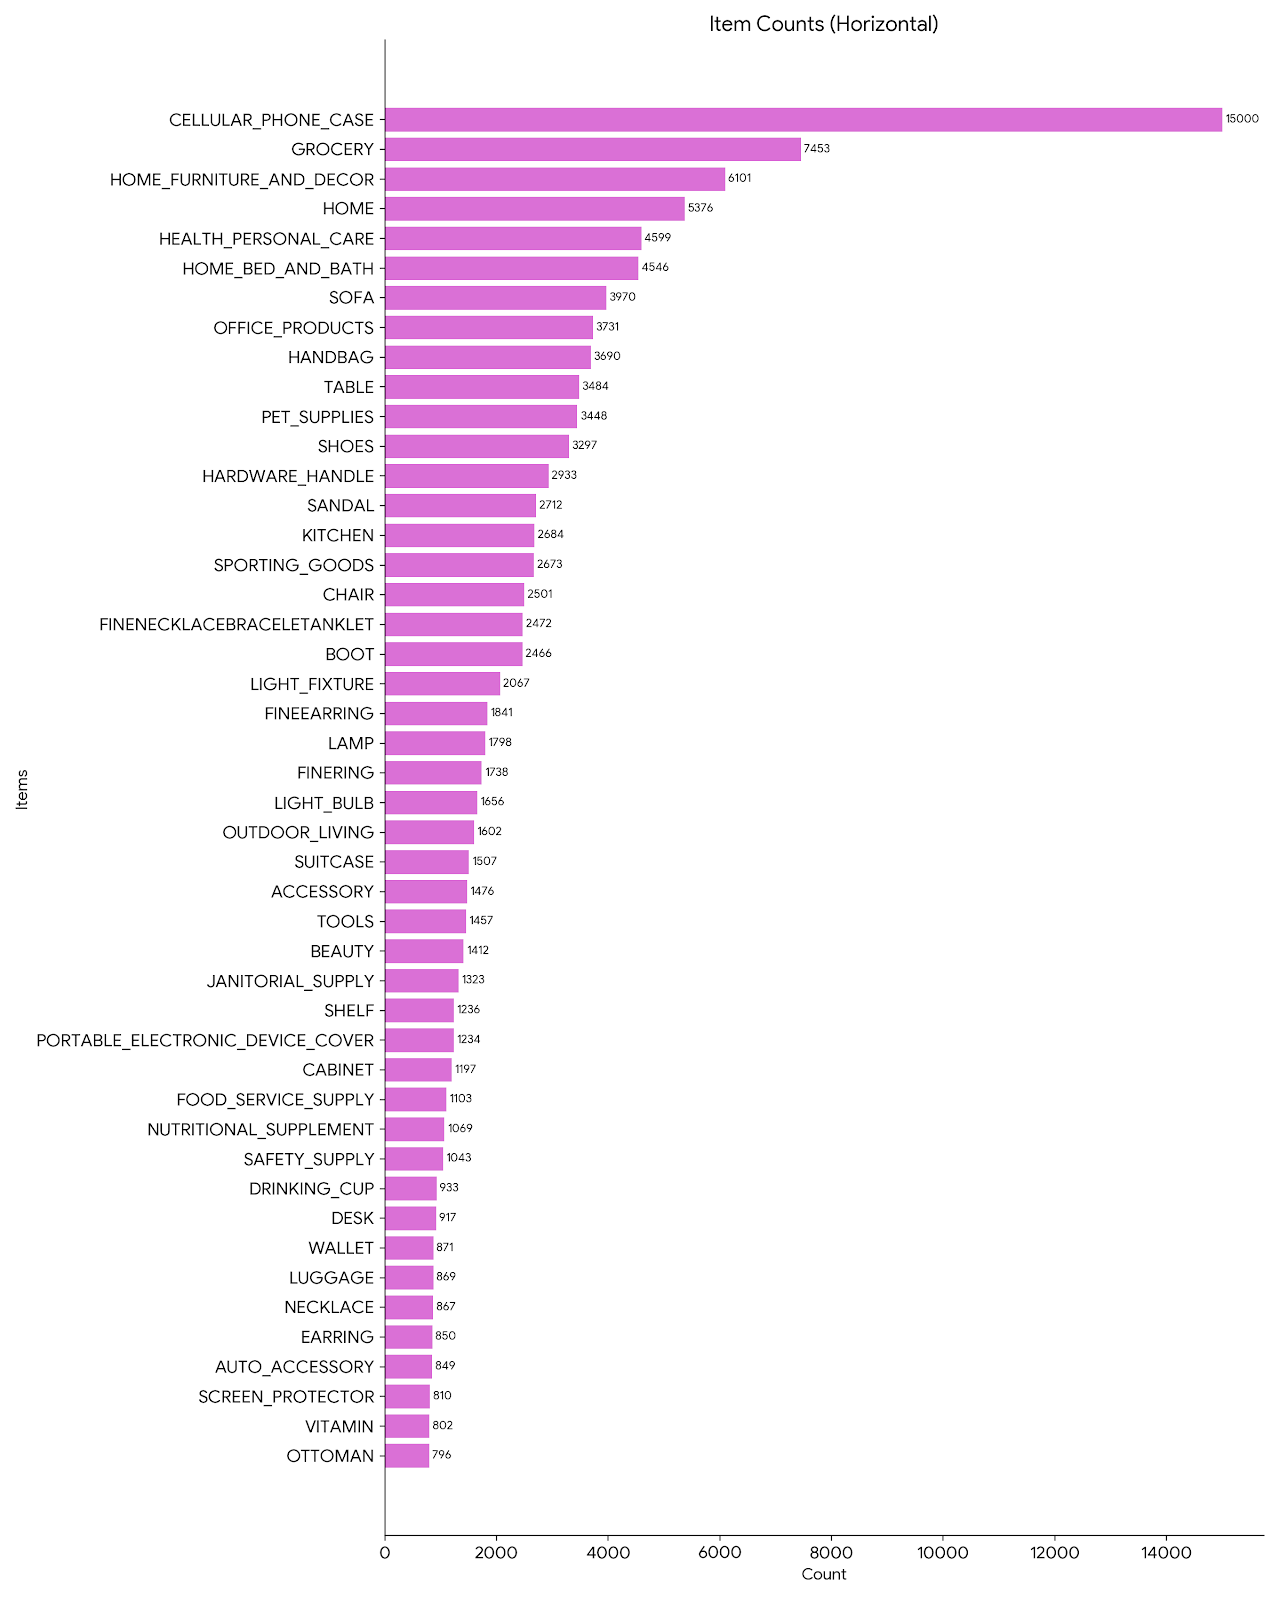 Item Counts (Horizontal)
CELLULAR_PHONE_CASE 15000
GROCERY 7453
HOME_FURNITURE_AND_DECOR 6101
HOME 5376
HEALTH_PERSONAL_CARE 4599
HOME_BED_AND_BATH 4546
SOFA 3970
OFFICE_PRODUCTS 3731
HANDBAG 3690
TABLE 3484
PET_SUPPLIES 3448
SHOES 3297
HARDWARE_HANDLE 2933
SANDAL 2712
KITCHEN 2684
SPORTING_GOODS 2673
CHAIR 2501
FINENECKLACEBRACELETANKLET 2472
BOOT 2466
LIGHT_FIXTURE 2067
FINEEARRING 1841
LAMP 1798
FINERING 1738
Items
LIGHT_BULB 1656
OUTDOOR_LIVING 1602
SUITCASE 1507
ACCESSORY 1476
TOOLS 1457
BEAUTY 1412
JANITORIAL_SUPPLY 1323
SHELF 1236
PORTABLE_ELECTRONIC_DEVICE_COVER 1234
CABINET 1197
FOOD_SERVICE_SUPPLY 1103
NUTRITIONAL_SUPPLEMENT 1069
SAFETY_SUPPLY 1043
DRINKING_CUP 933
DESK 917
WALLET 871
LUGGAGE 869
NECKLACE 867
EARRING 850
AUTO_ACCESSORY 849
SCREEN_PROTECTOR 810
VITAMIN 802
OTTOMAN 796
0 2000 4000 6000 8000 10000 12000 14000
Count